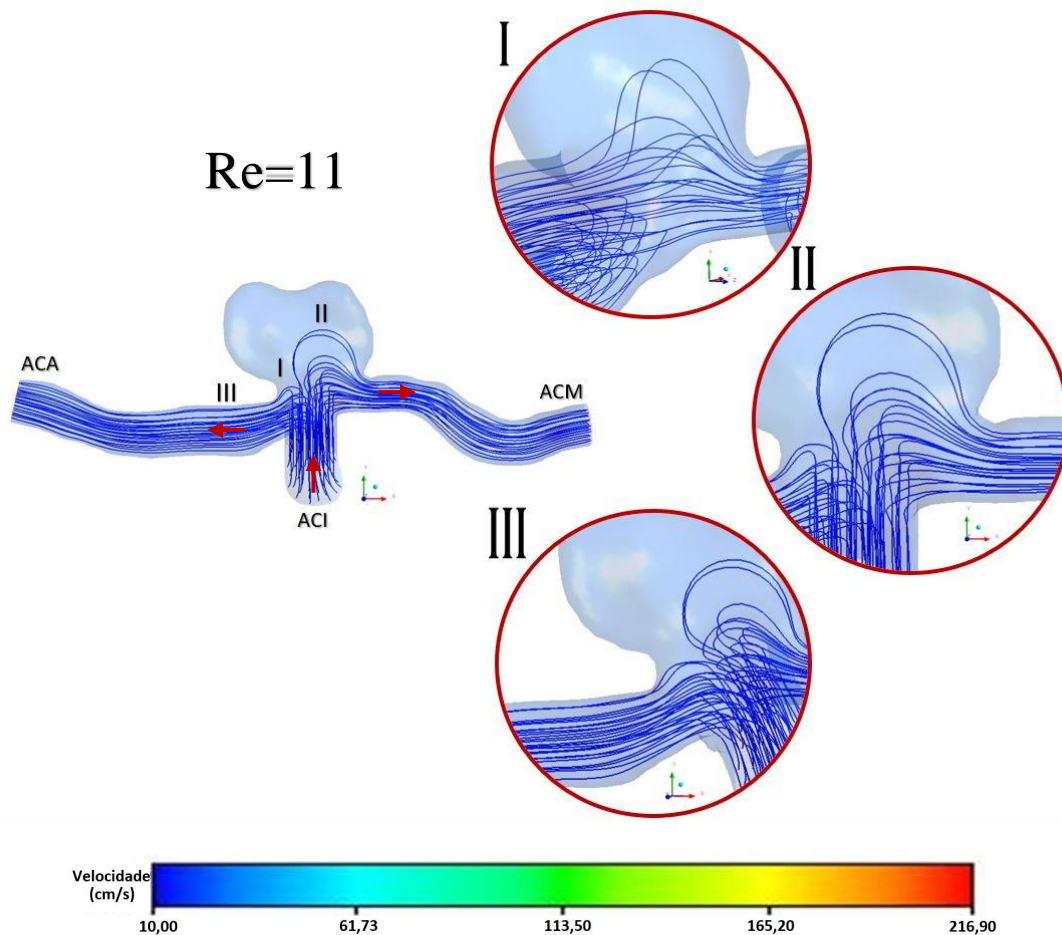 I
Re=11
II
II
I
ACA
III
ACM
ACI
III
Velocidade
(cm/s)
10,00 61,73 113,50 165,20 216,90